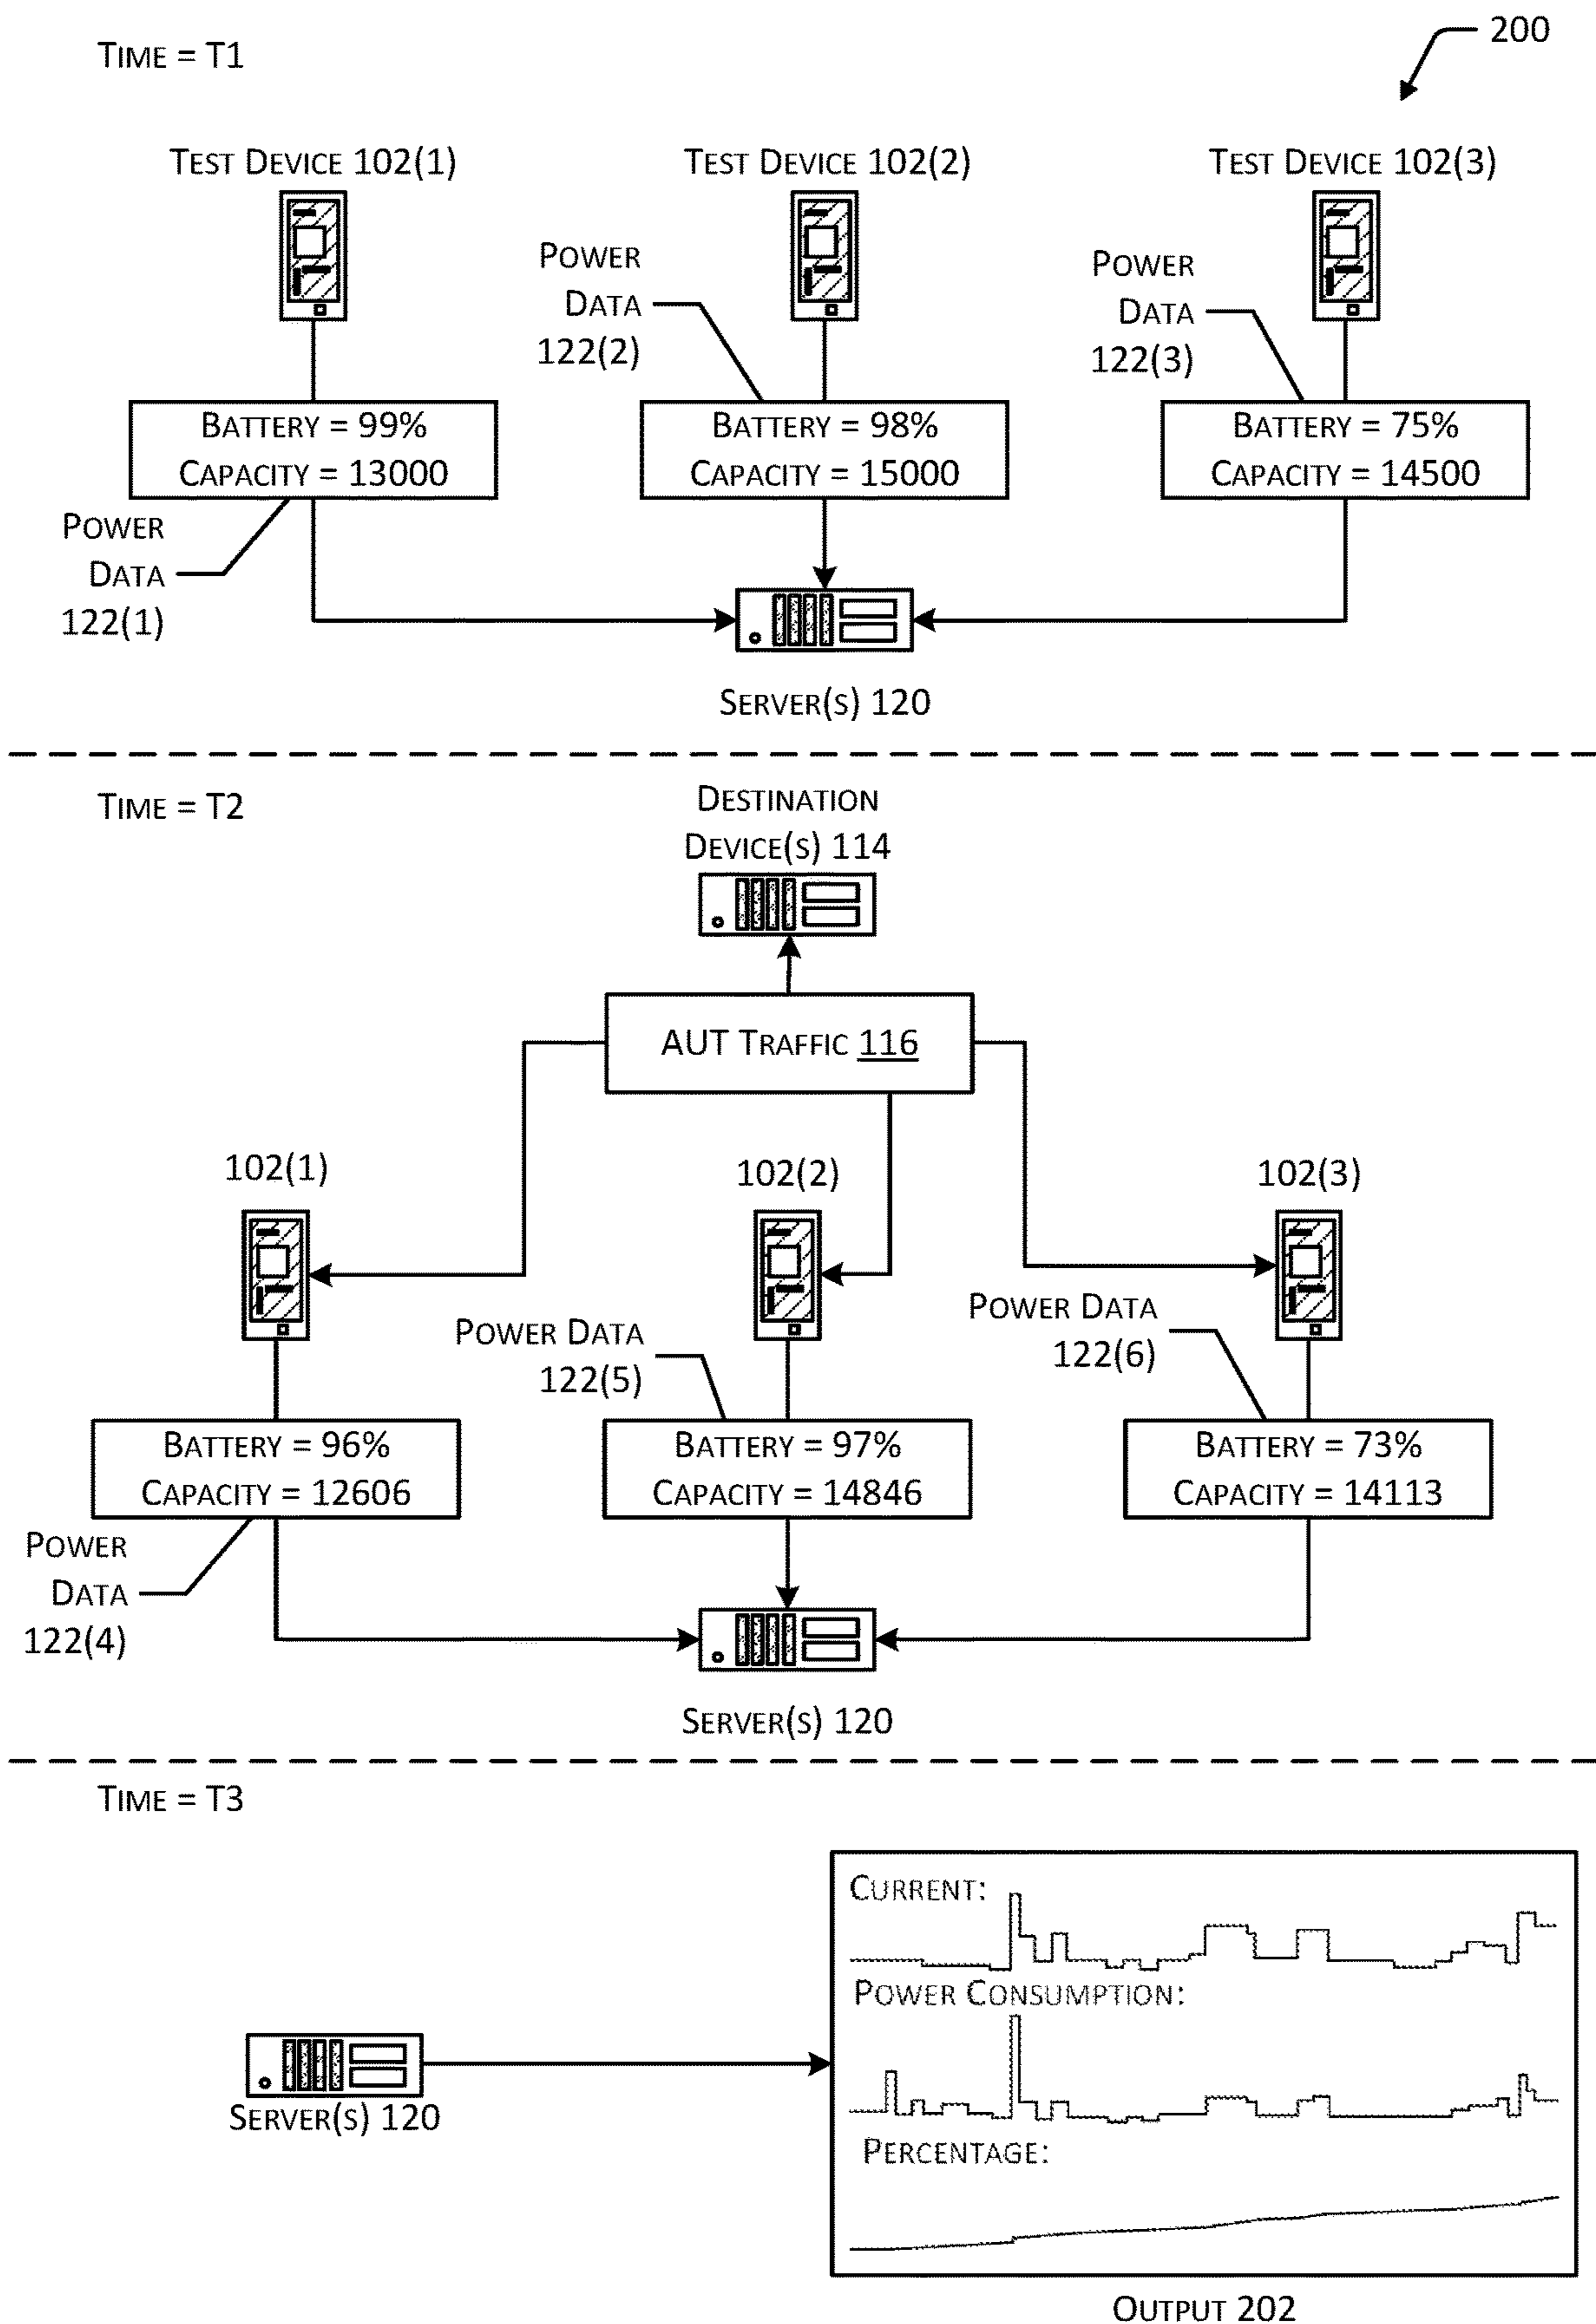 TIME = T1
200
TEST DEVICE 102(1)
TEST DEVICE 102(2)
TEST DEVICE 102(3)
POWER
DATA
122(2)
POWER
DATA
122(3)
BATTERY = 99%
CAPACITY = 13000
BATTERY = 98%
CAPACITY = 15000
BATTERY = 75%
CAPACITY = 14500
POWER
DATA
122(1)
SERVER(S) 120
TIME = T2
DESTINATION
DEVICE(S) 114
AUT TRAFFIC 116
102(1)
102(2)
102(3)
POWER DATA
122(5)
POWER DATA
122(6)
BATTERY = 96%
CAPACITY = 12606
BATTERY = 97%
CAPACITY = 14846
BATTERY = 73%
CAPACITY = 14113
POWER
DATA
122(4)
SERVER(S) 120
TIME = T3
CURRENT:
POWER CONSUMPTION:
SERVER(S) 120
PERCENTAGE:
OUTPUT 202